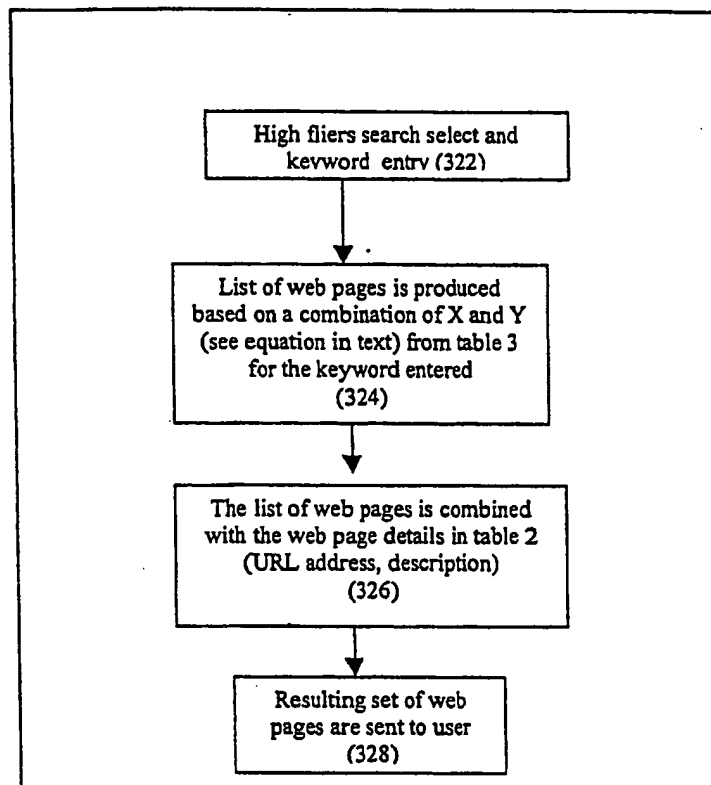 High fliers search select and
keyword entry (322)
List of web pages is produced
based on a combination of X and Y
(see equation in text) from table 3
for the keyword entered
(324)
The list of web pages is combined
with the web page details in table 2
(URL address, description)
(326)
Resulting set of web
pages are sent to user
(328)